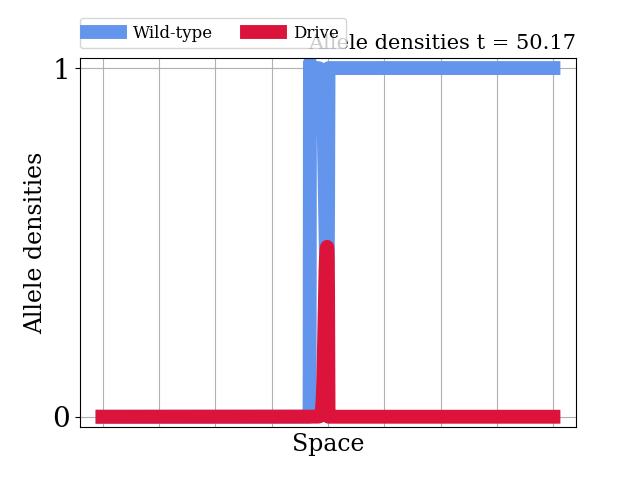 Wild-type Drive
Allele densities t = 50.17
1
Allele densities
0
Space